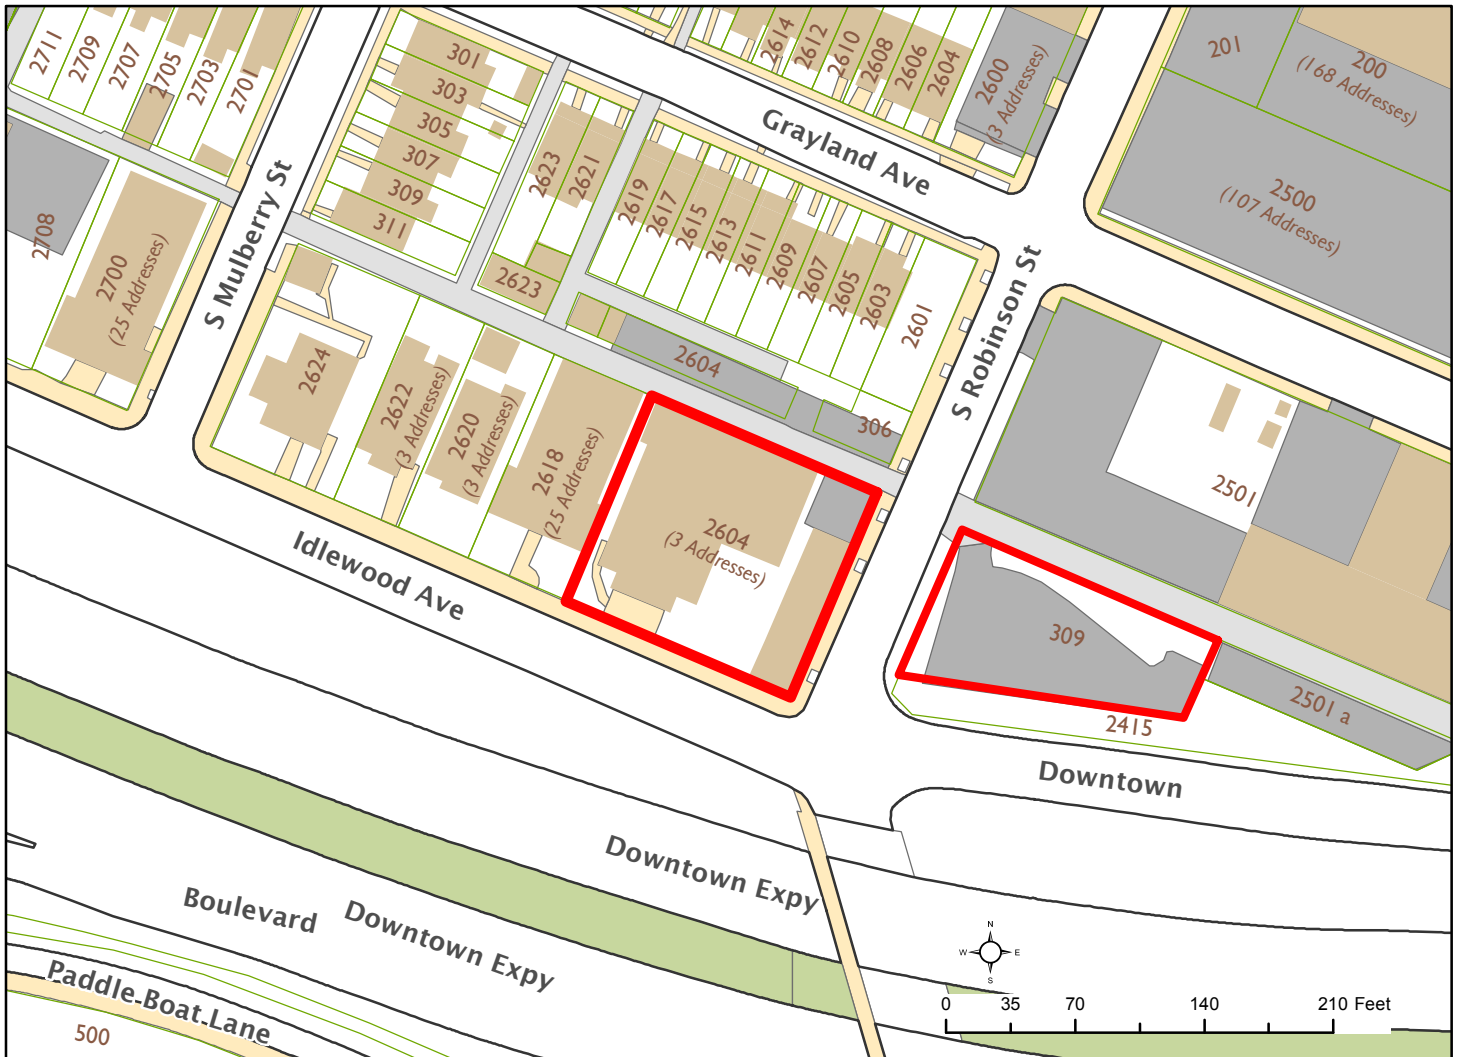 2711
2709
2707
2705
2703
2701
301
303
305
307
309
311
2614
2612
2610
2608
2606
2604
2600
(3 Addresses)
201
200
(168 Addresses)
2500
(107 Addresses)
Grayland Ave
S Mulberry St
2708
2700
(25 Addresses)
2623
2621
2619
2617
2615
2613
2611
2609
2607
2605
2603
2601
2623
2604
306
S Robinson St
2624
2622
(3 Addresses)
2620
(3 Addresses)
2618
(25 Addresses)
2604
(3 Addresses)
2501
309
2501 a
2415
Idlewood Ave
Downtown
Downtown Expy
Boulevard
Downtown Expy
Paddle Boat Lane
500
N
W E
S
0 35 70 140 210 Feet